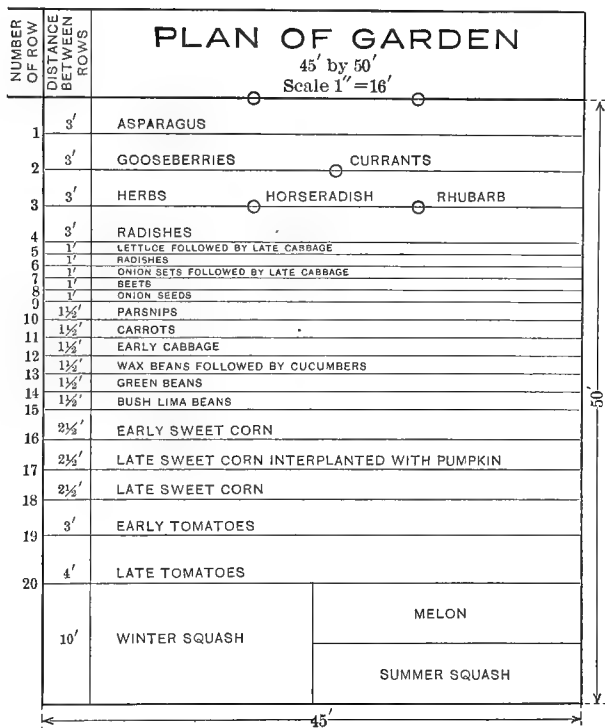 NUMBER OF ROW
DISTANCE BETWEEN ROWS
PLAN OF GARDEN
45' by 50'
Scale 1"=16'
3' ASPARAGUS
1
3' GOOSEBERRIES CURRANTS
2
3' HERBS HORSERADISH RHUBARB
3
3' RADISHES
4
1' LETTUCE FOLLOWED BY LATE CABBAGE
5
1' RADISHES
6
1' ONION SETS FOLLOWED BY LATE CABBAGE
7
1' BEETS
8
1' ONION SEEDS
9
1½' PARSNIPS
10
1½' CARROTS
11
1½' EARLY CABBAGE
12
1½' WAX BEANS FOLLOWED BY CUCUMBERS
13
1½' GREEN BEANS
14
1½' BUSH LIMA BEANS
15
2½' EARLY SWEET CORN
16
2½' LATE SWEET CORN INTERPLANTED WITH PUMPKIN
17
2½' LATE SWEET CORN
18
3' EARLY TOMATOES
19
4' LATE TOMATOES
20
MELON
10' WINTER SQUASH
SUMMER SQUASH
50'
45'